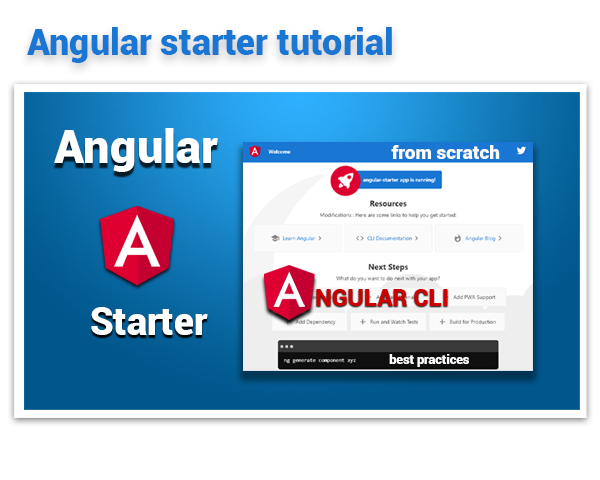 Angular starter tutorial
Angular
Starter
Welcome
from scratch
angular-starter app is running!
Resources
Modifications : Here are some links to help you get started:
Learn Angular
CLI Documentation
Angular Blog
Next Steps
What do you want to do next with your app?
ANGULAR CLI
Add PWA Support
Add Dependency
Run and Watch Tests
Build for Production
ng generate component xyz
best practices